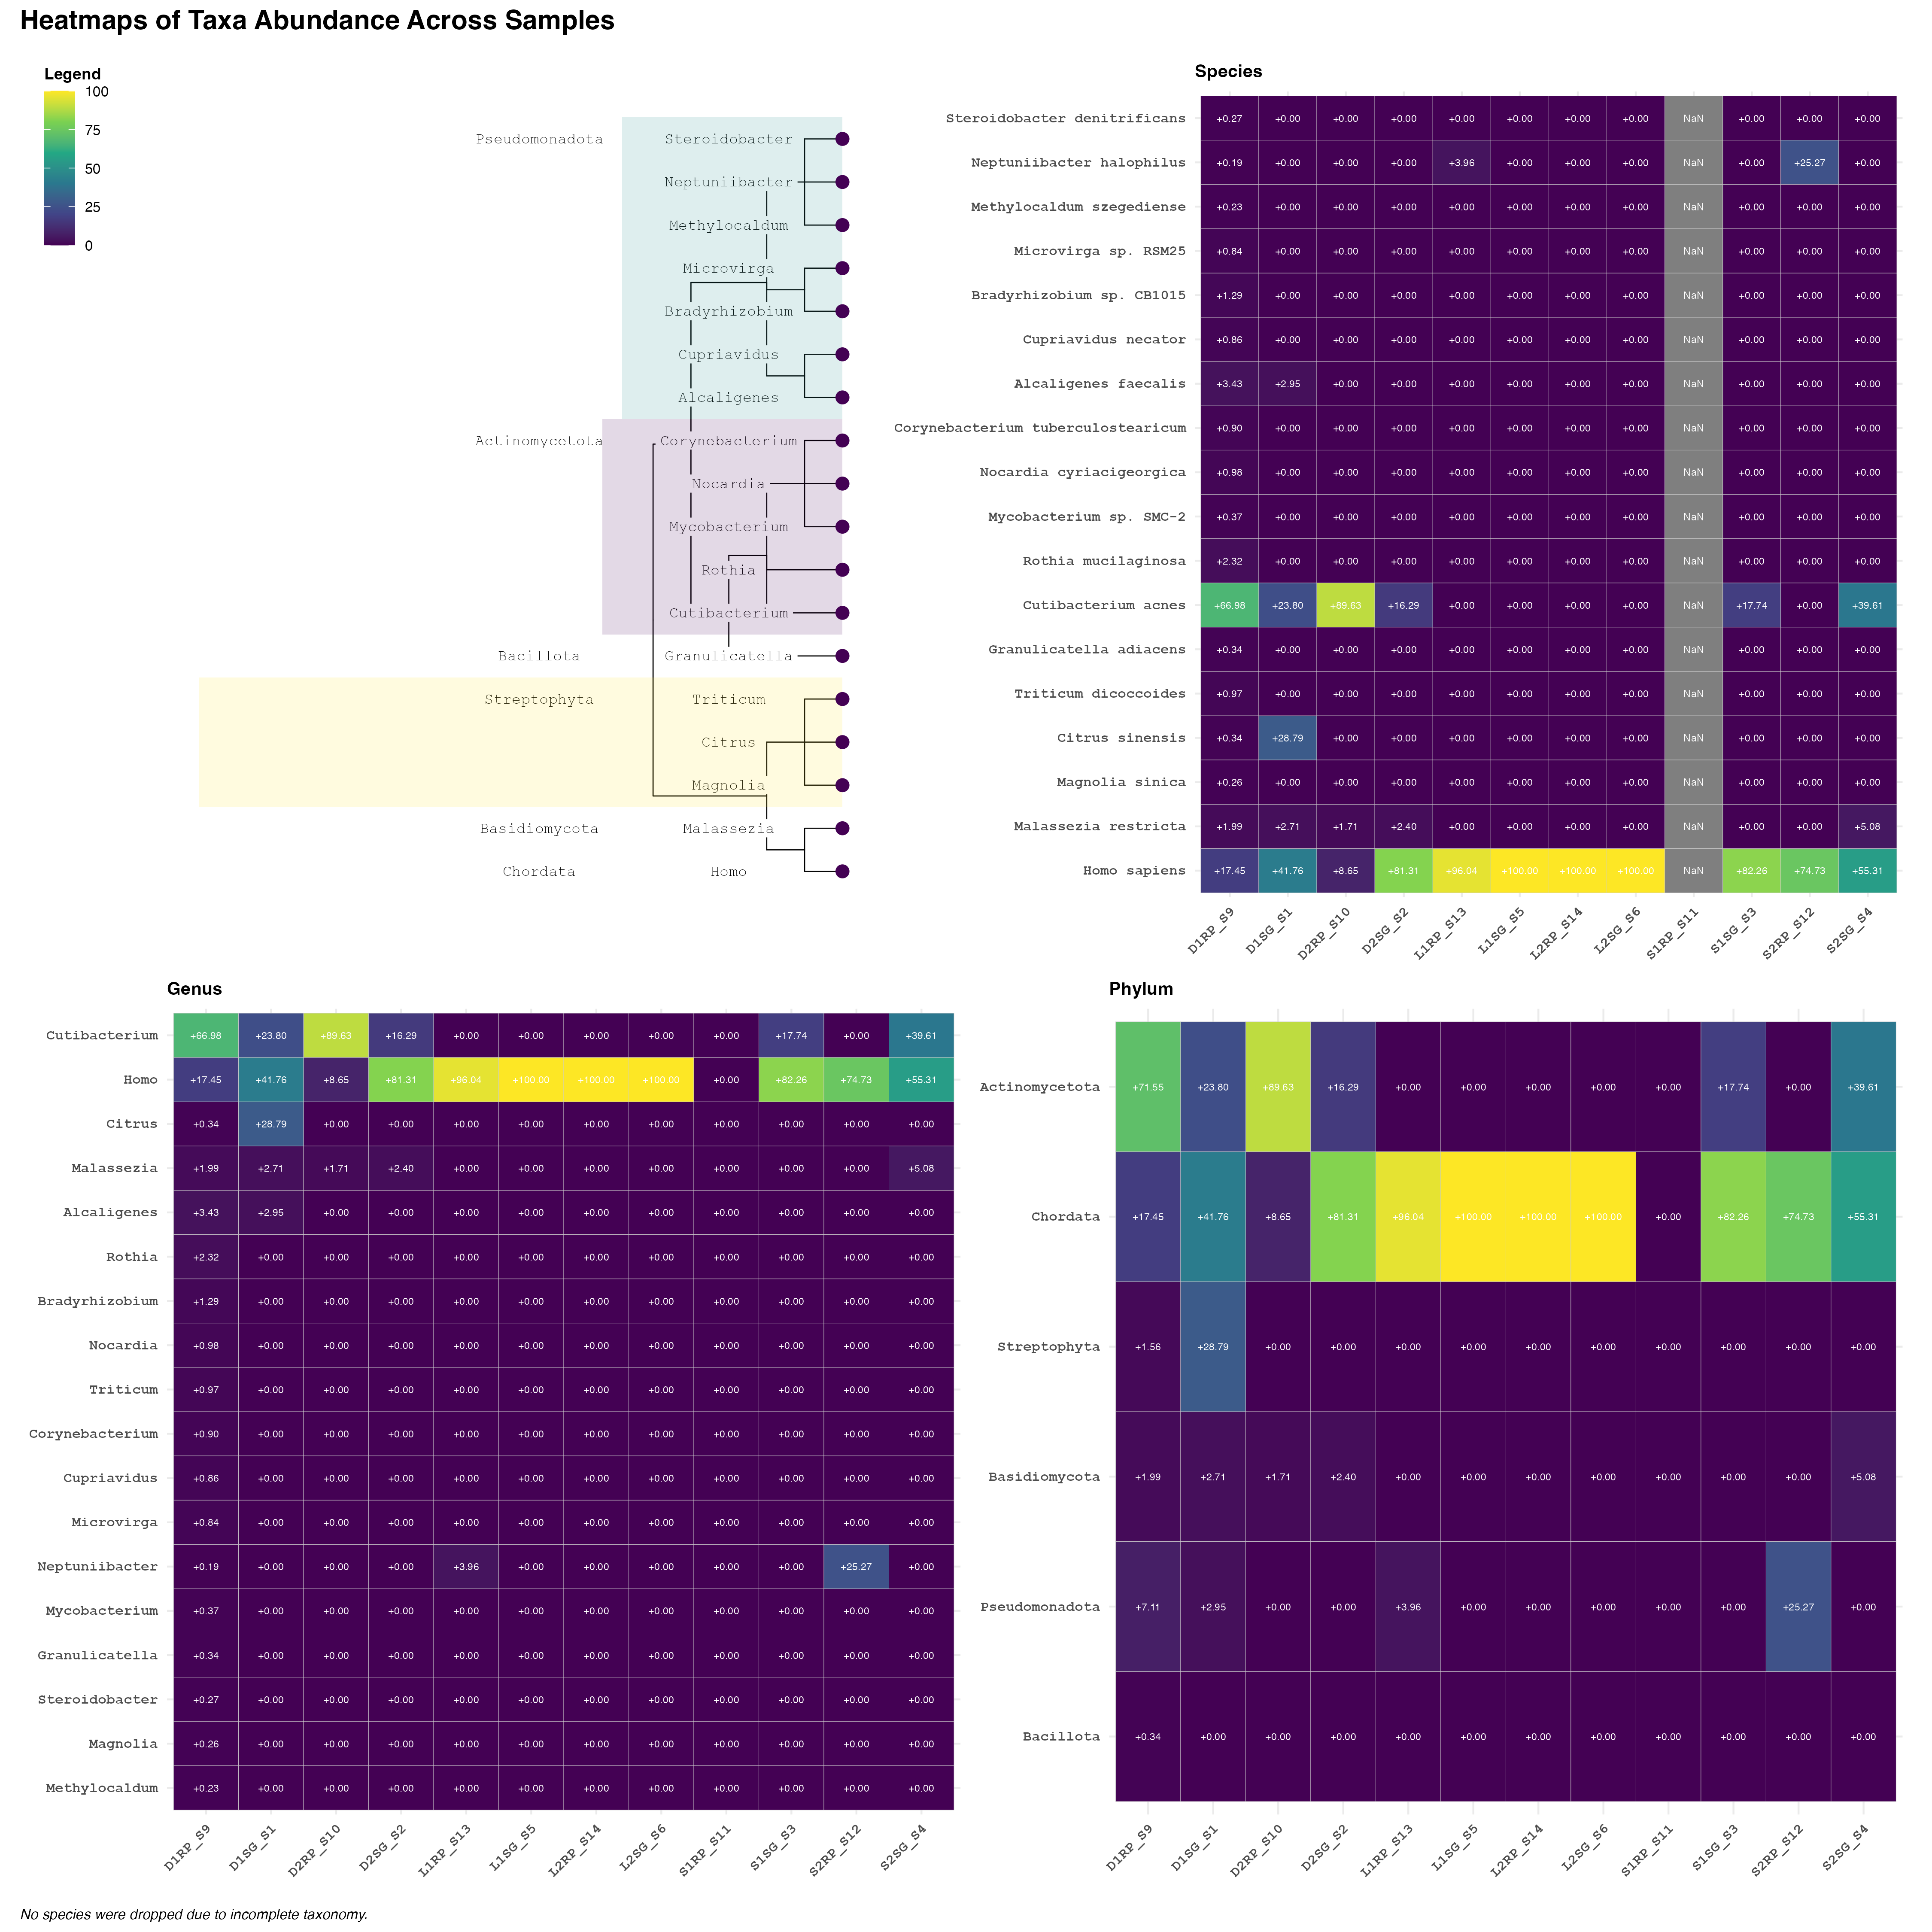 Heatmaps of Taxa Abundance Across Samples
Legend
100
75
50
25
0
Pseudomonadota
Steroidobacter
Neptuniibacter
Methylocaldum
Microvirga
Bradyrhizobium
Cupriavidus
Alcaligenes
Actinomycetota
Corynebacterium
Nocardia
Mycobacterium
Rothia
Cutibacterium
Bacillota
Granulicatella
Streptophyta
Triticum
Citrus
Magnolia
Basidiomycota
Malassezia
Chordata
Homo
Species
Steroidobacter denitrificans +0.27 +0.00 +0.00 +0.00 +0.00 +0.00 +0.00 +0.00 NaN +0.00 +0.00 +0.00
Neptuniibacter halophilus +0.19 +0.00 +0.00 +0.00 +3.96 +0.00 +0.00 +0.00 NaN +0.00 +25.27 +0.00
Methylocaldum szegediense +0.23 +0.00 +0.00 +0.00 +0.00 +0.00 +0.00 +0.00 NaN +0.00 +0.00 +0.00
Microvirga sp. RSM25 +0.84 +0.00 +0.00 +0.00 +0.00 +0.00 +0.00 +0.00 NaN +0.00 +0.00 +0.00
Bradyrhizobium sp. CB1015 +1.29 +0.00 +0.00 +0.00 +0.00 +0.00 +0.00 +0.00 NaN +0.00 +0.00 +0.00
Cupriavidus necator +0.86 +0.00 +0.00 +0.00 +0.00 +0.00 +0.00 +0.00 NaN +0.00 +0.00 +0.00
Alcaligenes faecalis +3.43 +2.95 +0.00 +0.00 +0.00 +0.00 +0.00 +0.00 NaN +0.00 +0.00 +0.00
Corynebacterium tuberculostearicum +0.90 +0.00 +0.00 +0.00 +0.00 +0.00 +0.00 +0.00 NaN +0.00 +0.00 +0.00
Nocardia cyriacigeorgica +0.98 +0.00 +0.00 +0.00 +0.00 +0.00 +0.00 +0.00 NaN +0.00 +0.00 +0.00
Mycobacterium sp. SMC-2 +0.37 +0.00 +0.00 +0.00 +0.00 +0.00 +0.00 +0.00 NaN +0.00 +0.00 +0.00
Rothia mucilaginosa +2.32 +0.00 +0.00 +0.00 +0.00 +0.00 +0.00 +0.00 NaN +0.00 +0.00 +0.00
Cutibacterium acnes +66.98 +23.80 +89.63 +16.29 +0.00 +0.00 +0.00 +0.00 NaN +17.74 +0.00 +39.61
Granulicatella adiacens +0.34 +0.00 +0.00 +0.00 +0.00 +0.00 +0.00 +0.00 NaN +0.00 +0.00 +0.00
Triticum dicoccoides +0.97 +0.00 +0.00 +0.00 +0.00 +0.00 +0.00 +0.00 NaN +0.00 +0.00 +0.00
Citrus sinensis +0.34 +28.79 +0.00 +0.00 +0.00 +0.00 +0.00 +0.00 NaN +0.00 +0.00 +0.00
Magnolia sinica +0.26 +0.00 +0.00 +0.00 +0.00 +0.00 +0.00 +0.00 NaN +0.00 +0.00 +0.00
Malassezia restricta +1.99 +2.71 +1.71 +2.40 +0.00 +0.00 +0.00 +0.00 NaN +0.00 +0.00 +5.08
Homo sapiens +17.45 +41.76 +8.65 +81.31 +96.04 +100.00 +100.00 +100.00 NaN +82.26 +74.73 +55.31
D1RP_S9 D1SG_S1 D2RP_S10 D2SG_S2 L1RP_S13 L1SG_S5 L2RP_S14 L2SG_S6 S1RP_S11 S1SG_S3 S2RP_S12 S2SG_S4
Genus
Cutibacterium +66.98 +23.80 +89.63 +16.29 +0.00 +0.00 +0.00 +0.00 +0.00 +17.74 +0.00 +39.61
Homo +17.45 +41.76 +8.65 +81.31 +96.04 +100.00 +100.00 +100.00 +0.00 +82.26 +74.73 +55.31
Citrus +0.34 +28.79 +0.00 +0.00 +0.00 +0.00 +0.00 +0.00 +0.00 +0.00 +0.00 +0.00
Malassezia +1.99 +2.71 +1.71 +2.40 +0.00 +0.00 +0.00 +0.00 +0.00 +0.00 +0.00 +5.08
Alcaligenes +3.43 +2.95 +0.00 +0.00 +0.00 +0.00 +0.00 +0.00 +0.00 +0.00 +0.00 +0.00
Rothia +2.32 +0.00 +0.00 +0.00 +0.00 +0.00 +0.00 +0.00 +0.00 +0.00 +0.00 +0.00
Bradyrhizobium +1.29 +0.00 +0.00 +0.00 +0.00 +0.00 +0.00 +0.00 +0.00 +0.00 +0.00 +0.00
Nocardia +0.98 +0.00 +0.00 +0.00 +0.00 +0.00 +0.00 +0.00 +0.00 +0.00 +0.00 +0.00
Triticum +0.97 +0.00 +0.00 +0.00 +0.00 +0.00 +0.00 +0.00 +0.00 +0.00 +0.00 +0.00
Corynebacterium +0.90 +0.00 +0.00 +0.00 +0.00 +0.00 +0.00 +0.00 +0.00 +0.00 +0.00 +0.00
Cupriavidus +0.86 +0.00 +0.00 +0.00 +0.00 +0.00 +0.00 +0.00 +0.00 +0.00 +0.00 +0.00
Microvirga +0.84 +0.00 +0.00 +0.00 +0.00 +0.00 +0.00 +0.00 +0.00 +0.00 +0.00 +0.00
Neptuniibacter +0.19 +0.00 +0.00 +0.00 +3.96 +0.00 +0.00 +0.00 +0.00 +0.00 +25.27 +0.00
Mycobacterium +0.37 +0.00 +0.00 +0.00 +0.00 +0.00 +0.00 +0.00 +0.00 +0.00 +0.00 +0.00
Granulicatella +0.34 +0.00 +0.00 +0.00 +0.00 +0.00 +0.00 +0.00 +0.00 +0.00 +0.00 +0.00
Steroidobacter +0.27 +0.00 +0.00 +0.00 +0.00 +0.00 +0.00 +0.00 +0.00 +0.00 +0.00 +0.00
Magnolia +0.26 +0.00 +0.00 +0.00 +0.00 +0.00 +0.00 +0.00 +0.00 +0.00 +0.00 +0.00
Methylocaldum +0.23 +0.00 +0.00 +0.00 +0.00 +0.00 +0.00 +0.00 +0.00 +0.00 +0.00 +0.00
D1RP_S9 D1SG_S1 D2RP_S10 D2SG_S2 L1RP_S13 L1SG_S5 L2RP_S14 L2SG_S6 S1RP_S11 S1SG_S3 S2RP_S12 S2SG_S4
Phylum
Actinomycetota +71.55 +23.80 +89.63 +16.29 +0.00 +0.00 +0.00 +0.00 +0.00 +17.74 +0.00 +39.61
Chordata +17.45 +41.76 +8.65 +81.31 +96.04 +100.00 +100.00 +100.00 +0.00 +82.26 +74.73 +55.31
Streptophyta +1.56 +28.79 +0.00 +0.00 +0.00 +0.00 +0.00 +0.00 +0.00 +0.00 +0.00 +0.00
Basidiomycota +1.99 +2.71 +1.71 +2.40 +0.00 +0.00 +0.00 +0.00 +0.00 +0.00 +0.00 +5.08
Pseudomonadota +7.11 +2.95 +0.00 +0.00 +3.96 +0.00 +0.00 +0.00 +0.00 +0.00 +25.27 +0.00
Bacillota +0.34 +0.00 +0.00 +0.00 +0.00 +0.00 +0.00 +0.00 +0.00 +0.00 +0.00 +0.00
D1RP_S9 D1SG_S1 D2RP_S10 D2SG_S2 L1RP_S13 L1SG_S5 L2RP_S14 L2SG_S6 S1RP_S11 S1SG_S3 S2RP_S12 S2SG_S4
No species were dropped due to incomplete taxonomy.